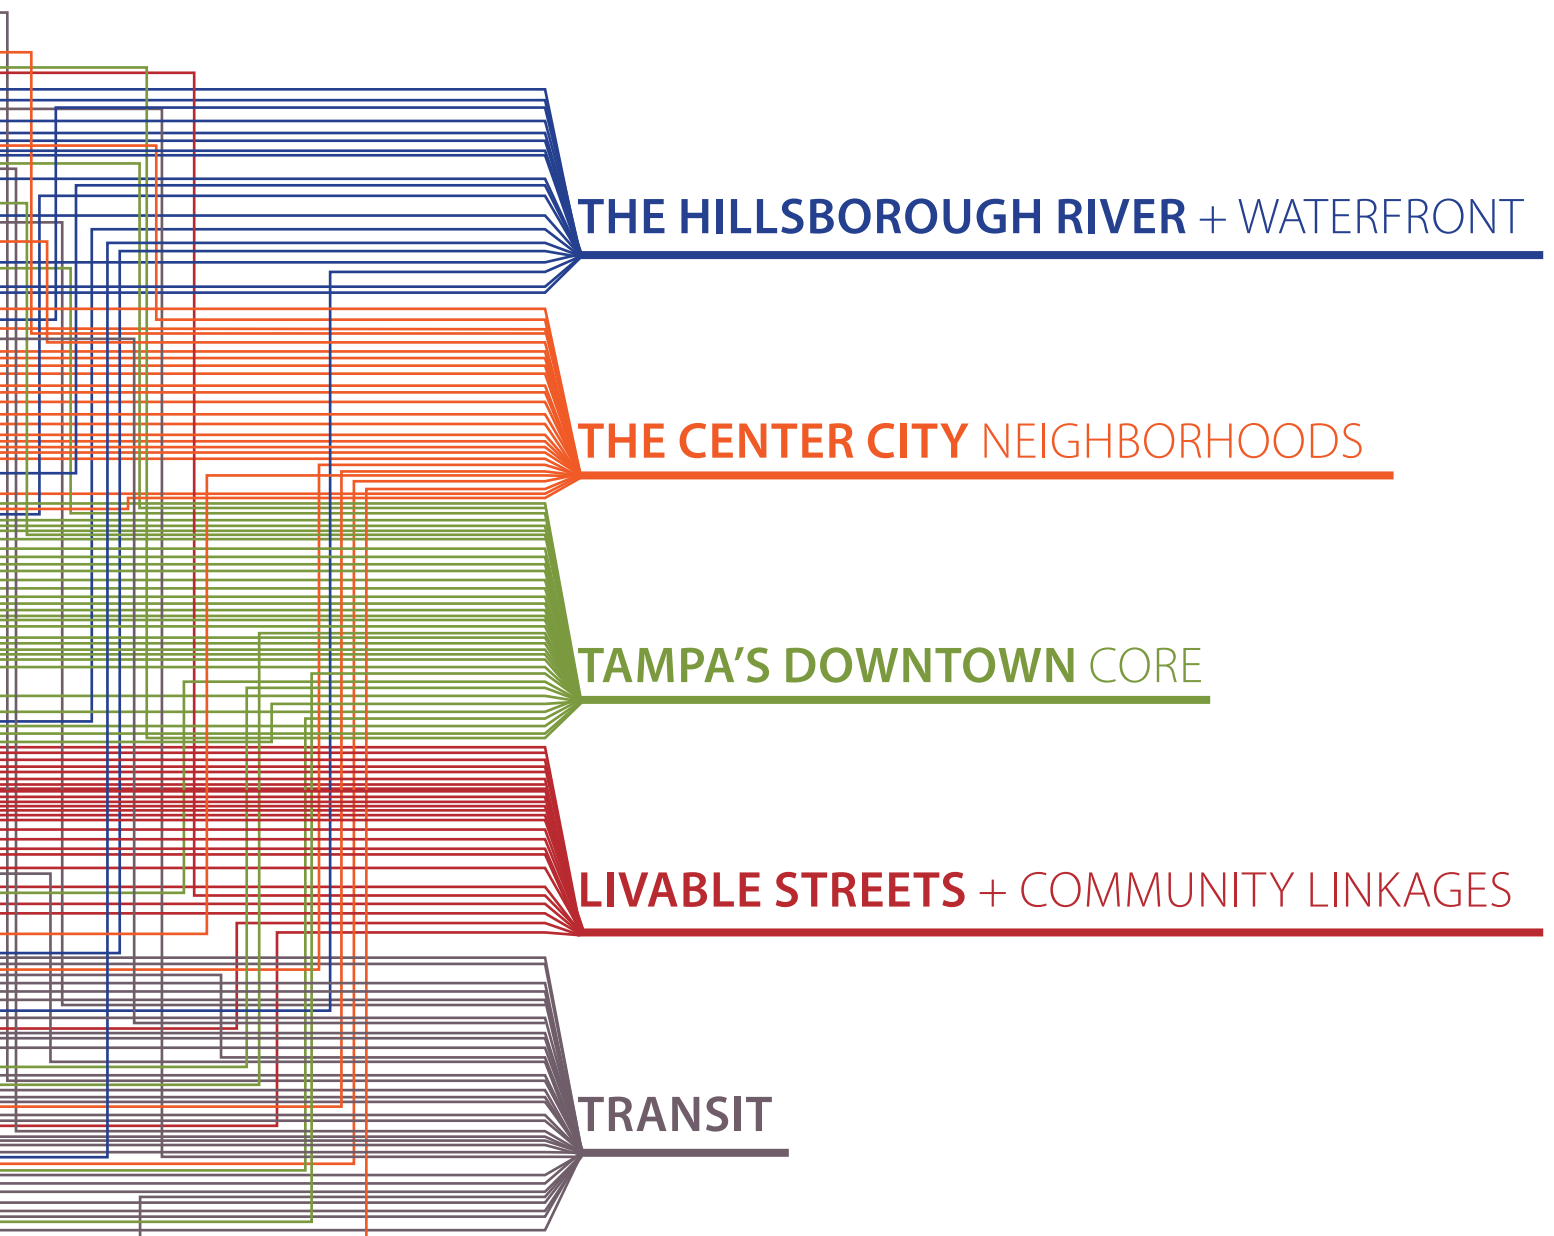 THE HILLSBOROUGH RIVER + WATERFRONT
THE CENTER CITY NEIGHBORHOODS
TAMPA'S DOWNTOWN CORE
LIVABLE STREETS + COMMUNITY LINKAGES
TRANSIT